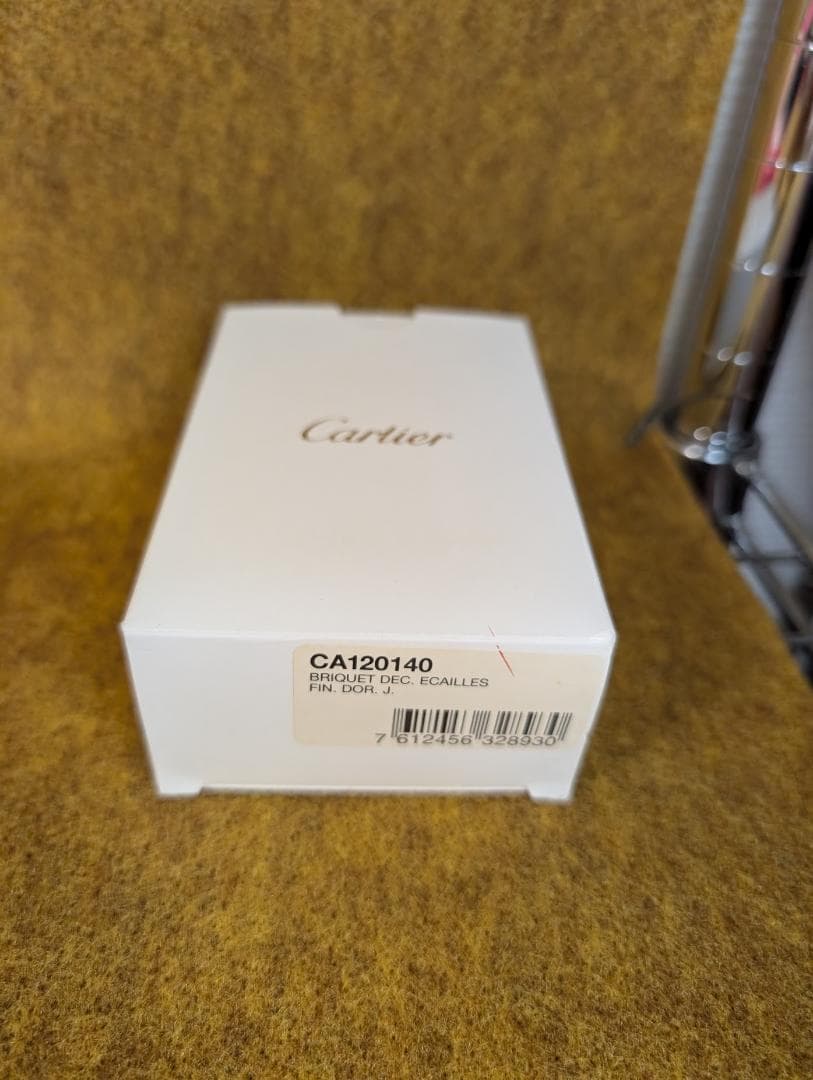 Cartier
CA120140
BRIQUET DEC. ECAILLES
FIN. DOR. J.
7 612456 328930